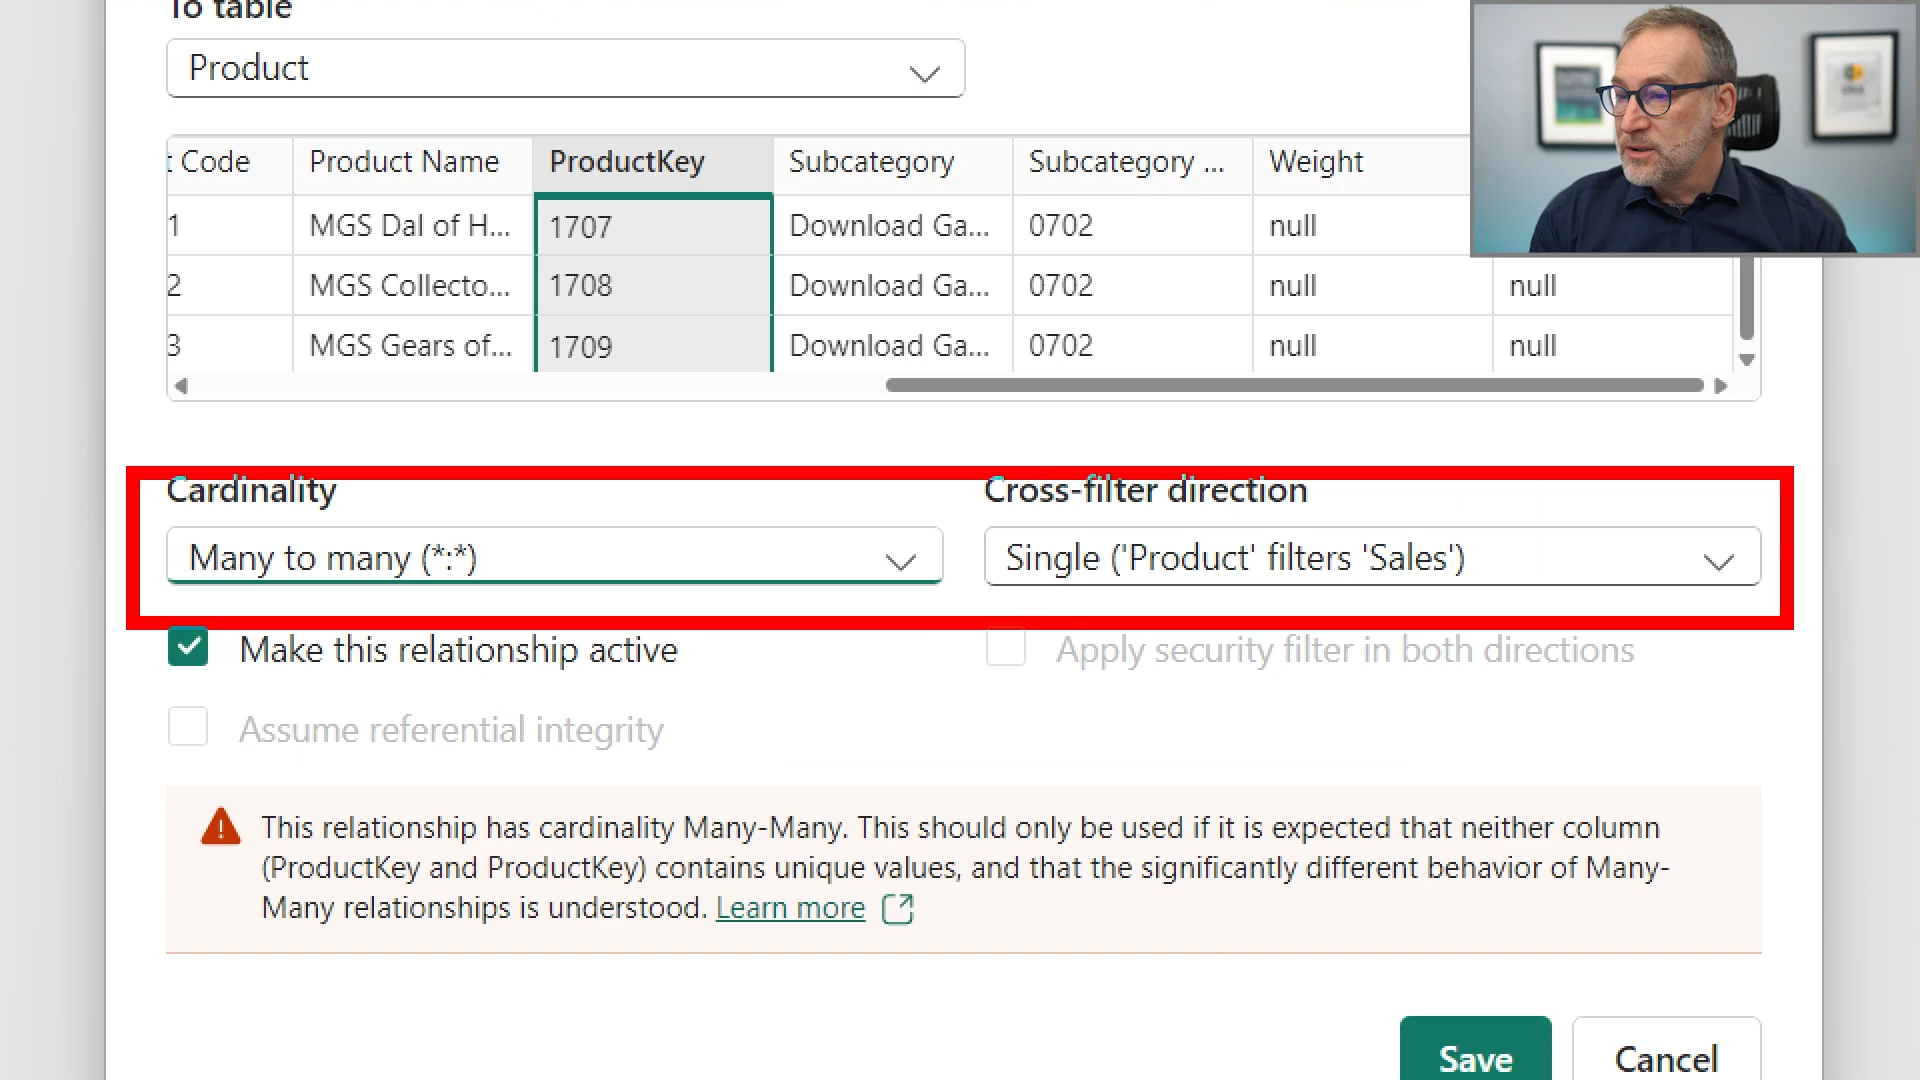 To table
Product
t Code Product Name ProductKey Subcategory Subcategory ... Weight
1 MGS Dal of H... 1707 Download Ga... 0702 null
2 MGS Collecto... 1708 Download Ga... 0702 null null
3 MGS Gears of... 1709 Download Ga... 0702 null null
Cardinality Cross-filter direction
Many to many (*:*) Single ('Product' filters 'Sales')
Make this relationship active Apply security filter in both directions
Assume referential integrity
This relationship has cardinality Many-Many. This should only be used if it is expected that neither column
(ProductKey and ProductKey) contains unique values, and that the significantly different behavior of Many-
Many relationships is understood. Learn more
Save Cancel